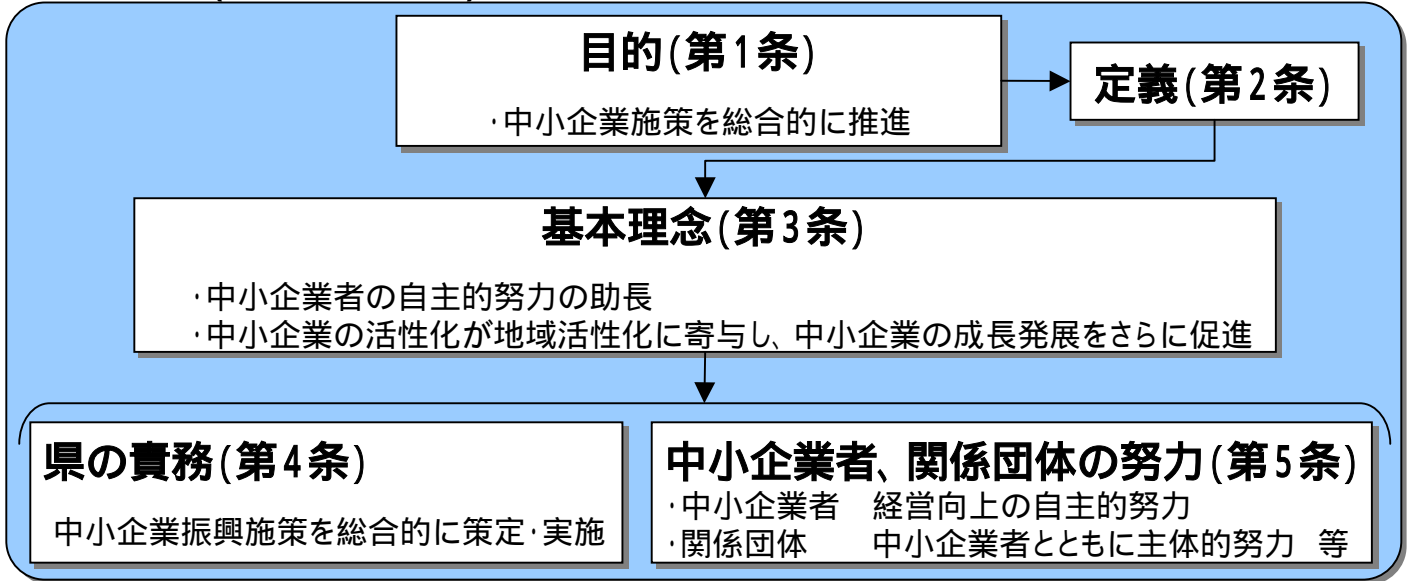 目的(第1条)
·中小企業施策を総合的に推進
定義(第2条)
基本理念(第3条)
·中小企業者の自主的努力の助長
·中小企業の活性化が地域活性化に寄与し、中小企業の成長発展をさらに促進
県の責務(第4条)
中小企業振興施策を総合的に策定·実施
中小企業者、関係団体の努力(第5条)
·中小企業者　経営向上の自主的努力
·関係団体　　中小企業者とともに主体的努力　等